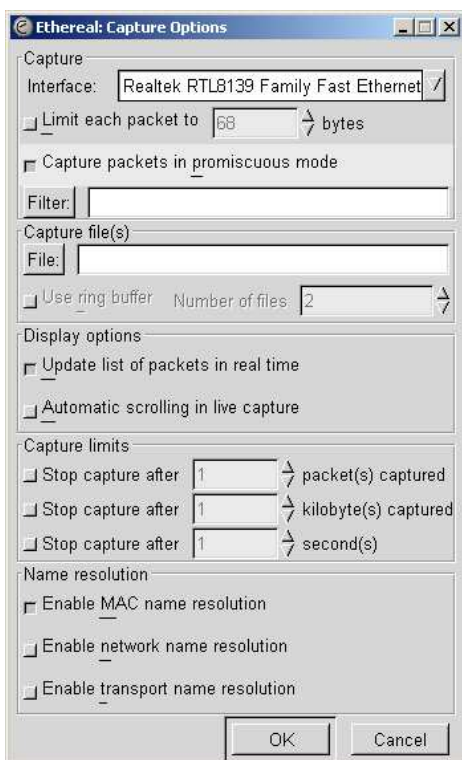 Ethereal: Capture Options
Capture
Interface: Realtek RTL8139 Family Fast Ethernet
Limit each packet to 68 bytes
Capture packets in promiscuous mode
Filter:
Capture file(s)
File:
Use ring buffer Number of files 2
Display options
Update list of packets in real time
Automatic scrolling in live capture
Capture limits
Stop capture after 1 packet(s) captured
Stop capture after 1 kilobyte(s) captured
Stop capture after 1 second(s)
Name resolution
Enable MAC name resolution
Enable network name resolution
Enable transport name resolution
OK Cancel